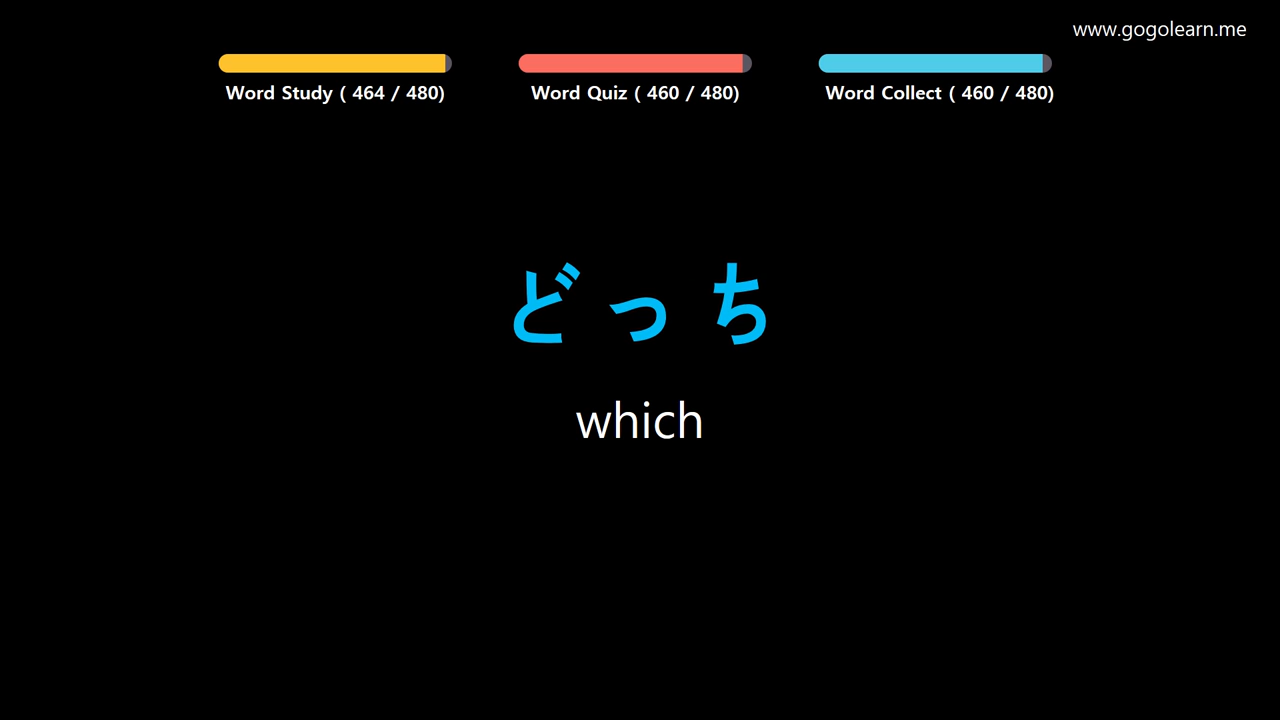 www.gogolearn.me
Word Study ( 464 / 480)
Word Quiz ( 460 / 480)
Word Collect ( 460 / 480)
どっち
which